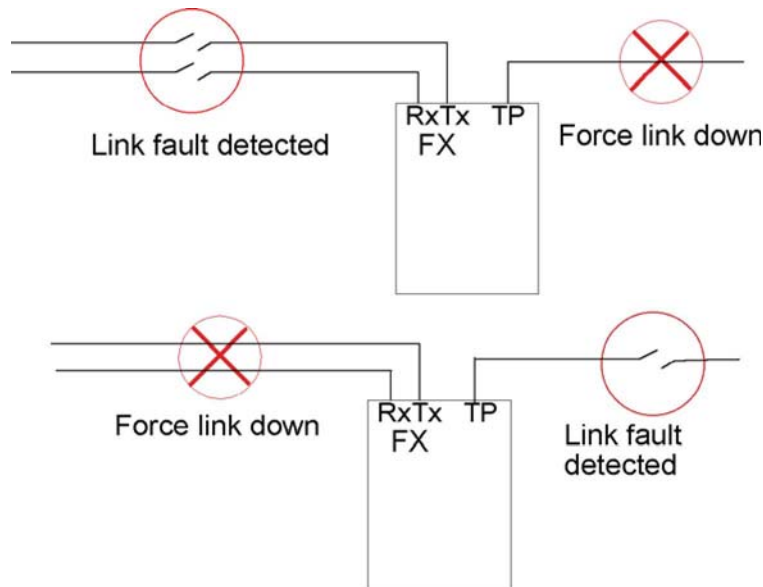 RxTx TP
FX
Link fault detected
Force link down
RxTx TP
FX
Force link down
Link fault
detected